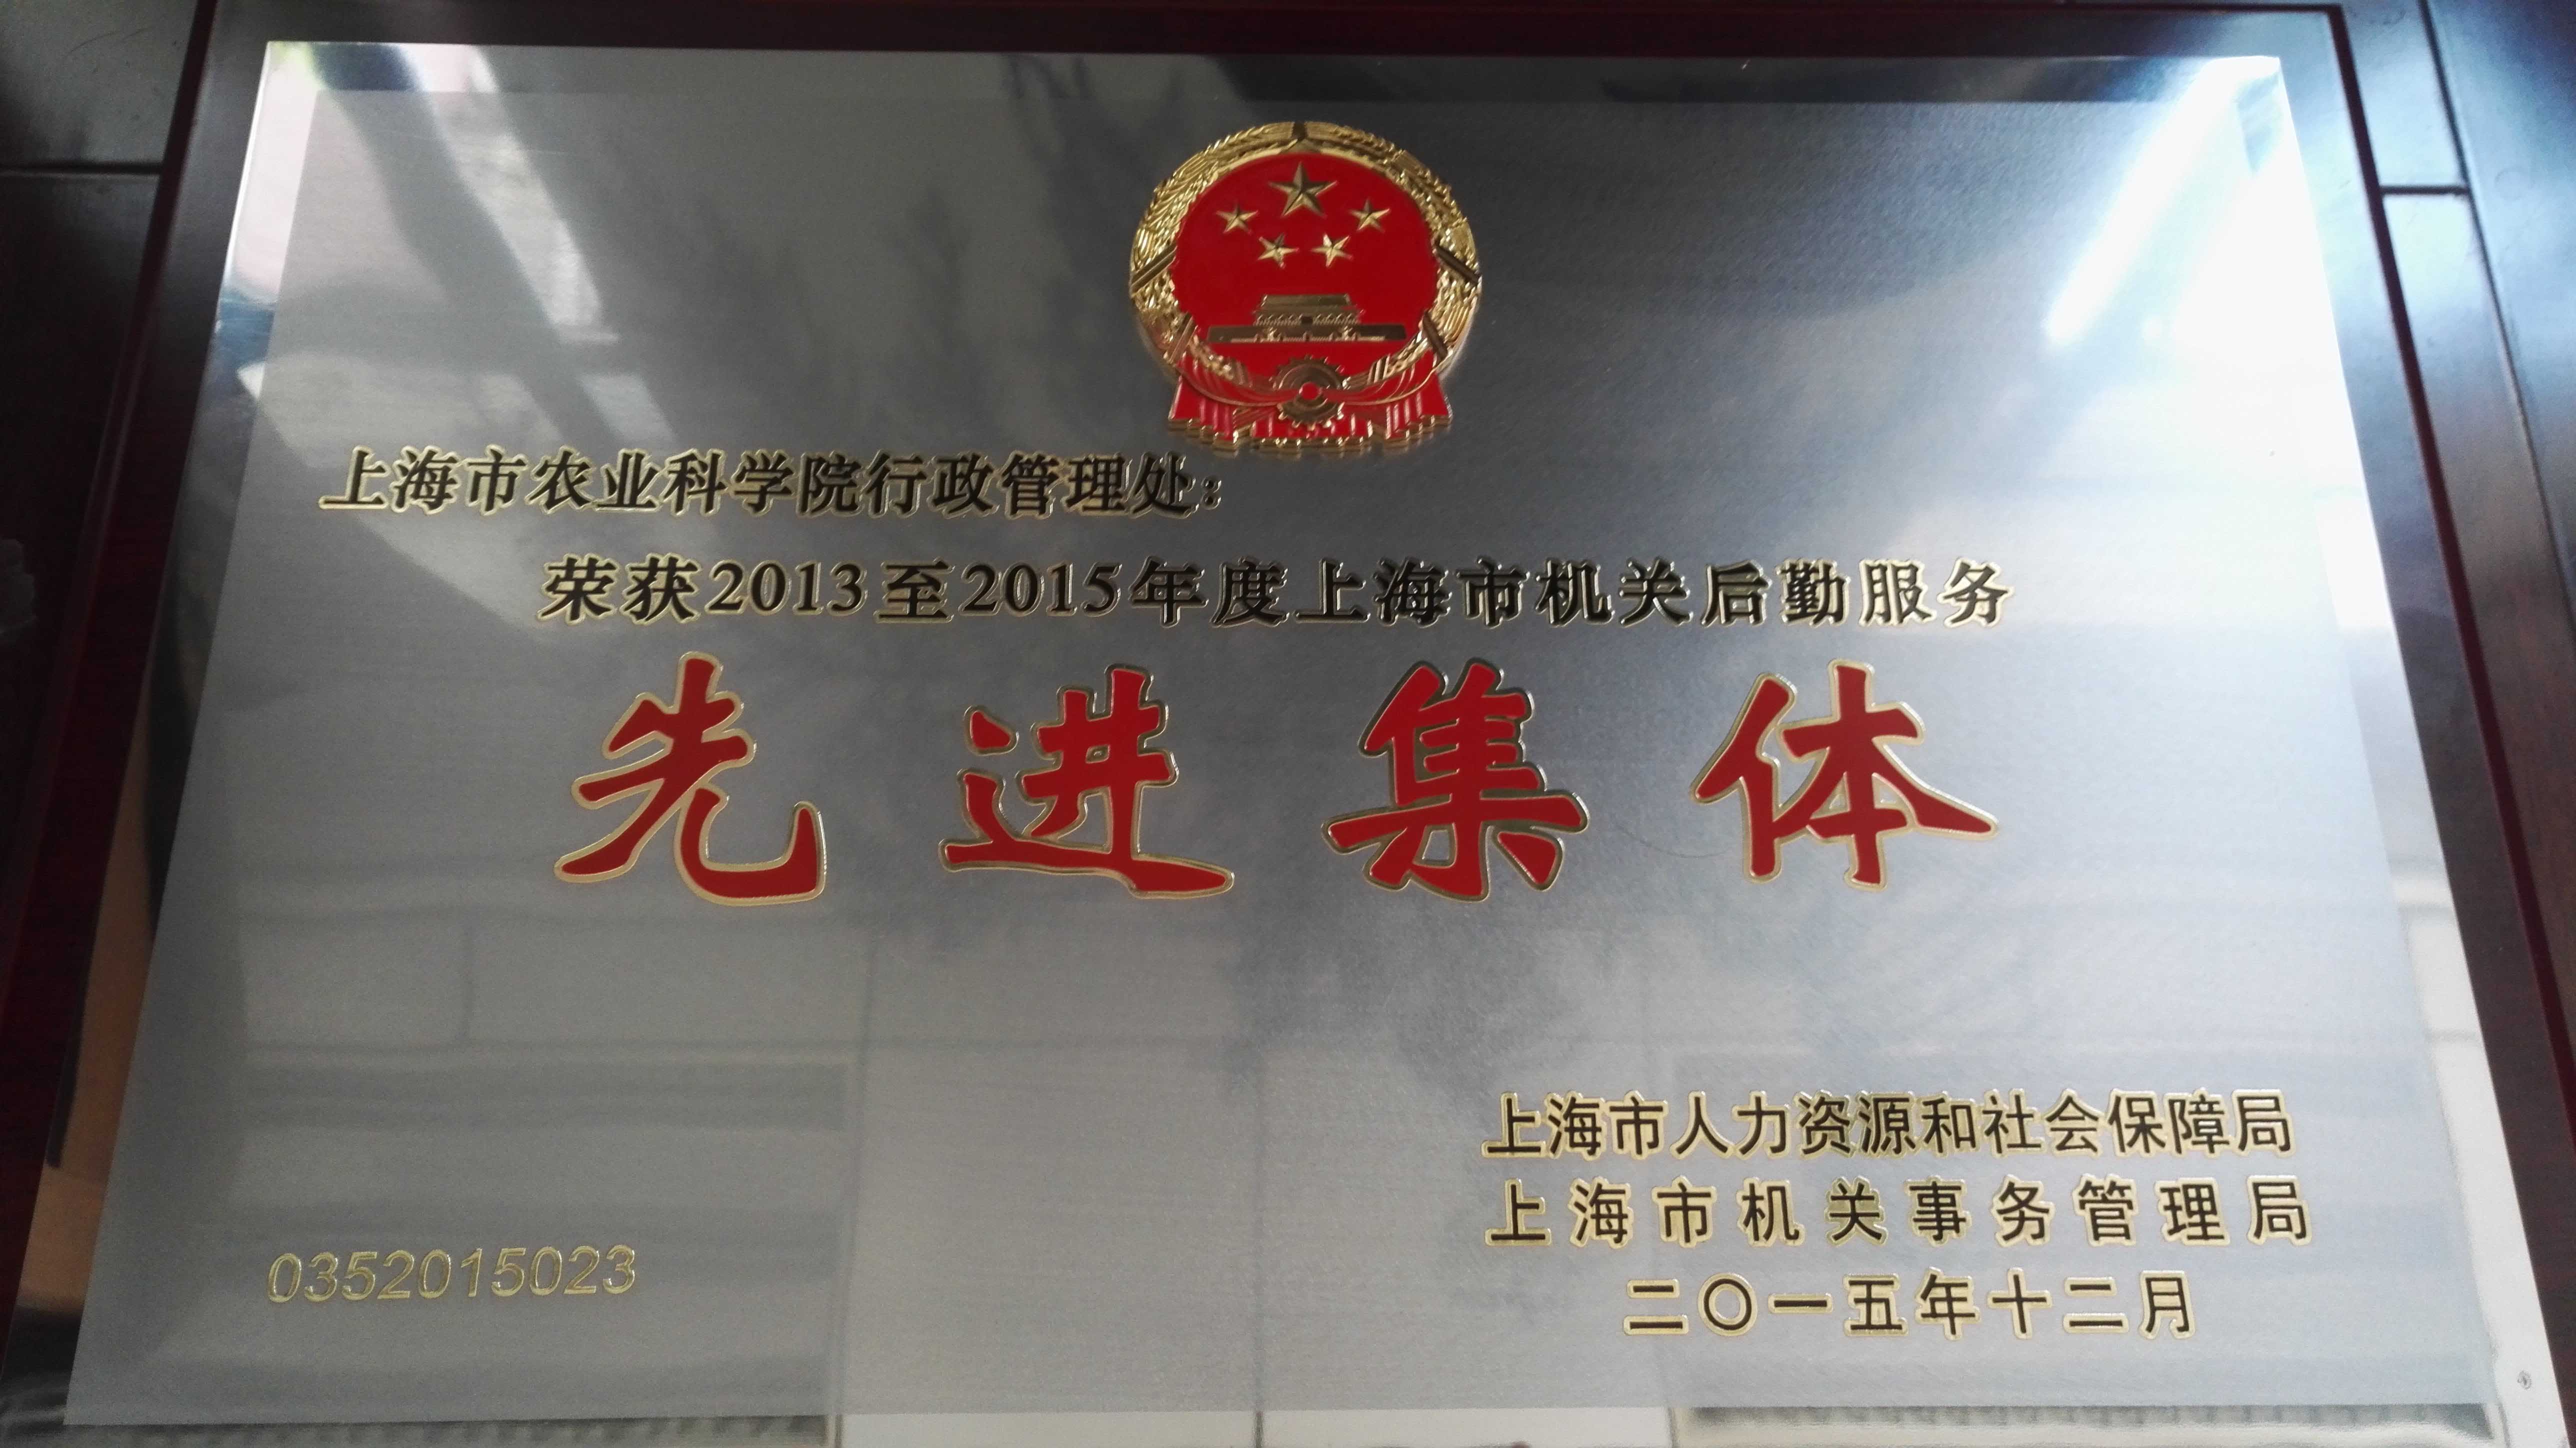 上海市农业科学院行政管理处：
荣获2013至2015年度上海市机关后勤服务
先进集体
上海市人力资源和社会保障局
上海市机关事务管理局
二〇一五年十二月
0352015023